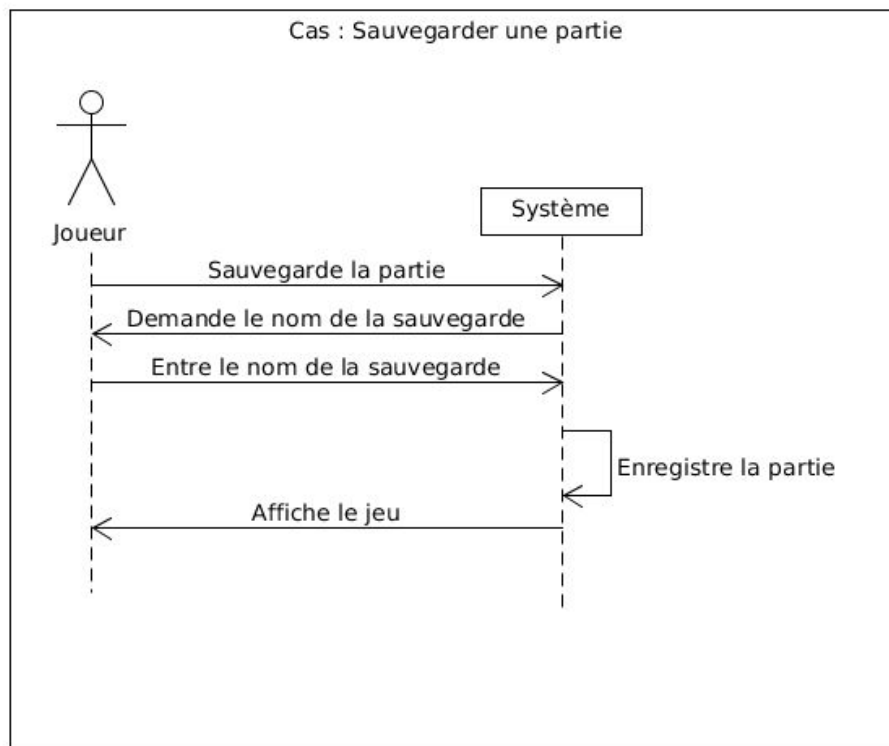 Cas : Sauvegarder une partie
Joueur
Système
Sauvegarde la partie
Demande le nom de la sauvegarde
Entre le nom de la sauvegarde
Enregistre la partie
Affiche le jeu